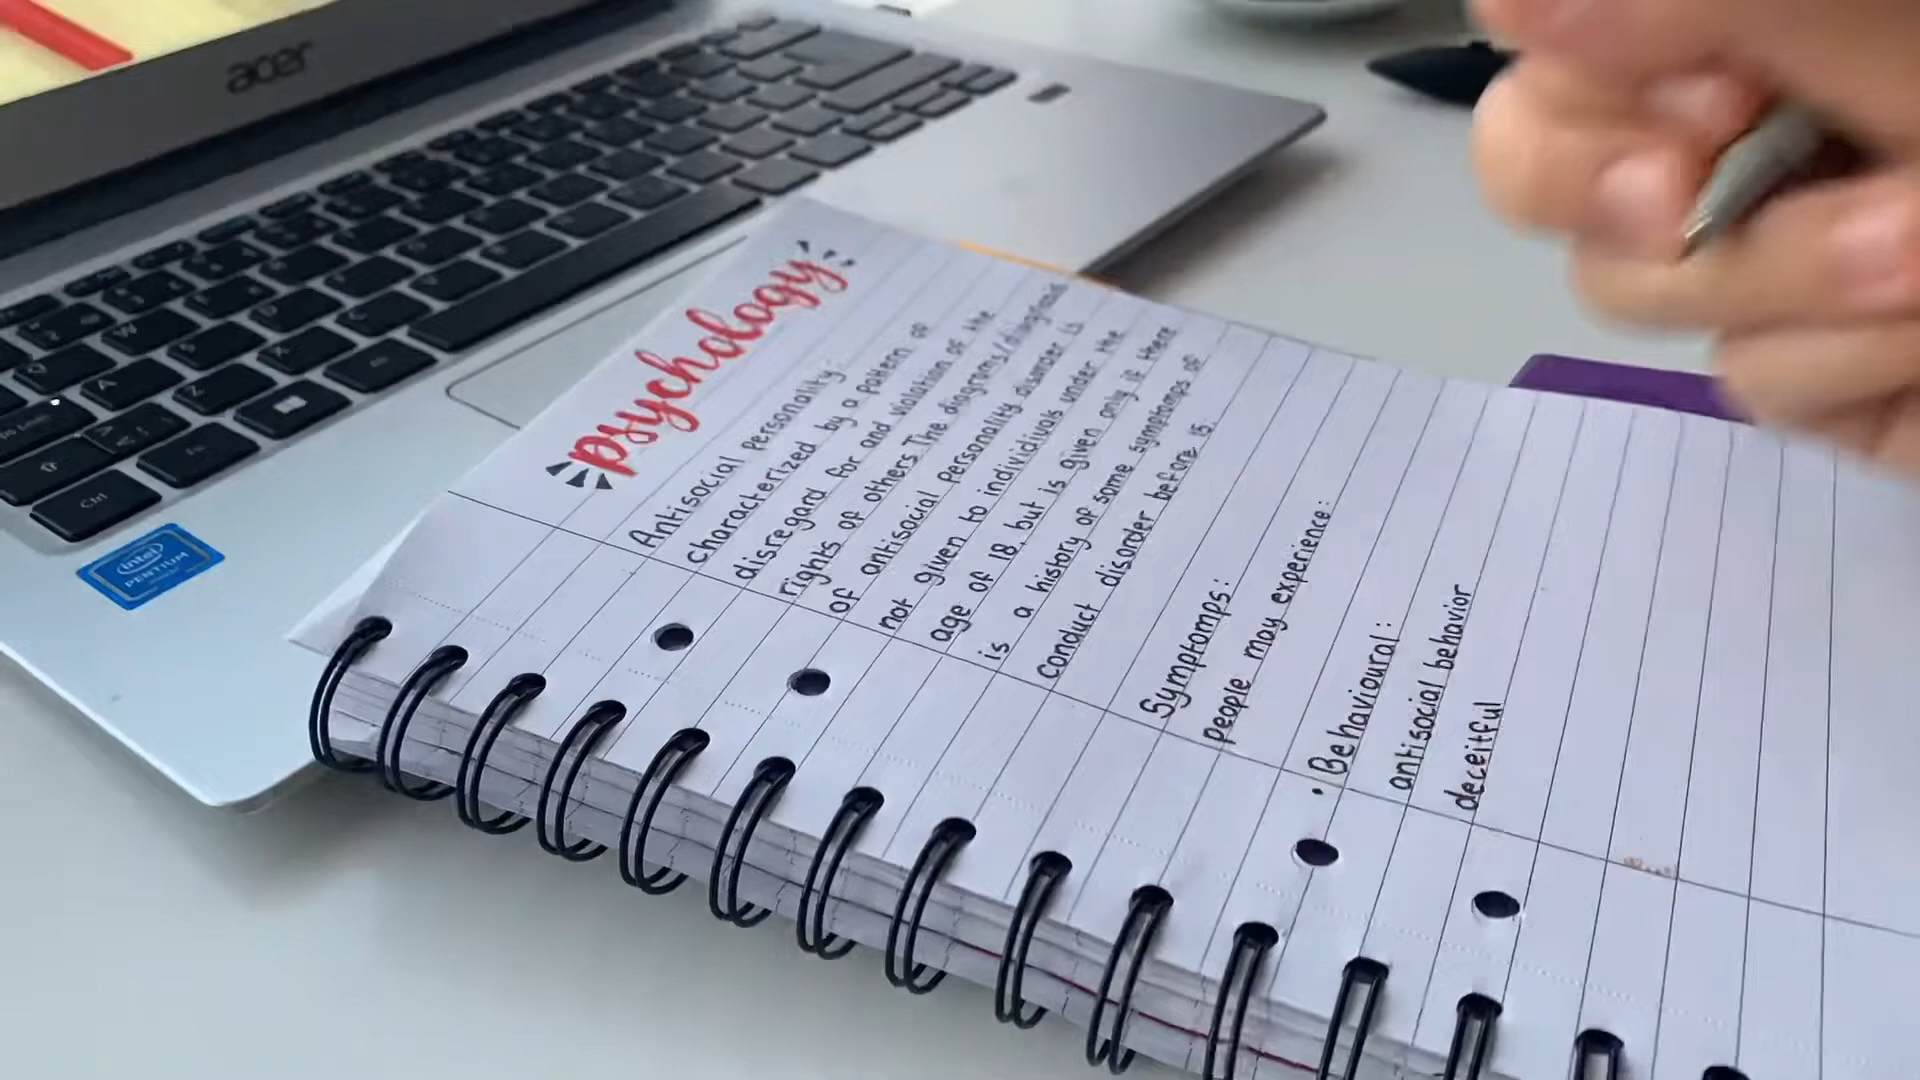 acer
Ctrl
intel
PENTIUM
psychology
Antisocial personality:
characterized by a pattern of
disregard for and violation of the
rights of others The diagrams/diagnosis
of antisocial personality disorder is
not given to individivals under the
age of 18 but is given only if there
is a history of some symptomps of
conduct disorder before 15.
Symptomps:
people may experience:
• Behavioural:
antisocial behavior
deceitful